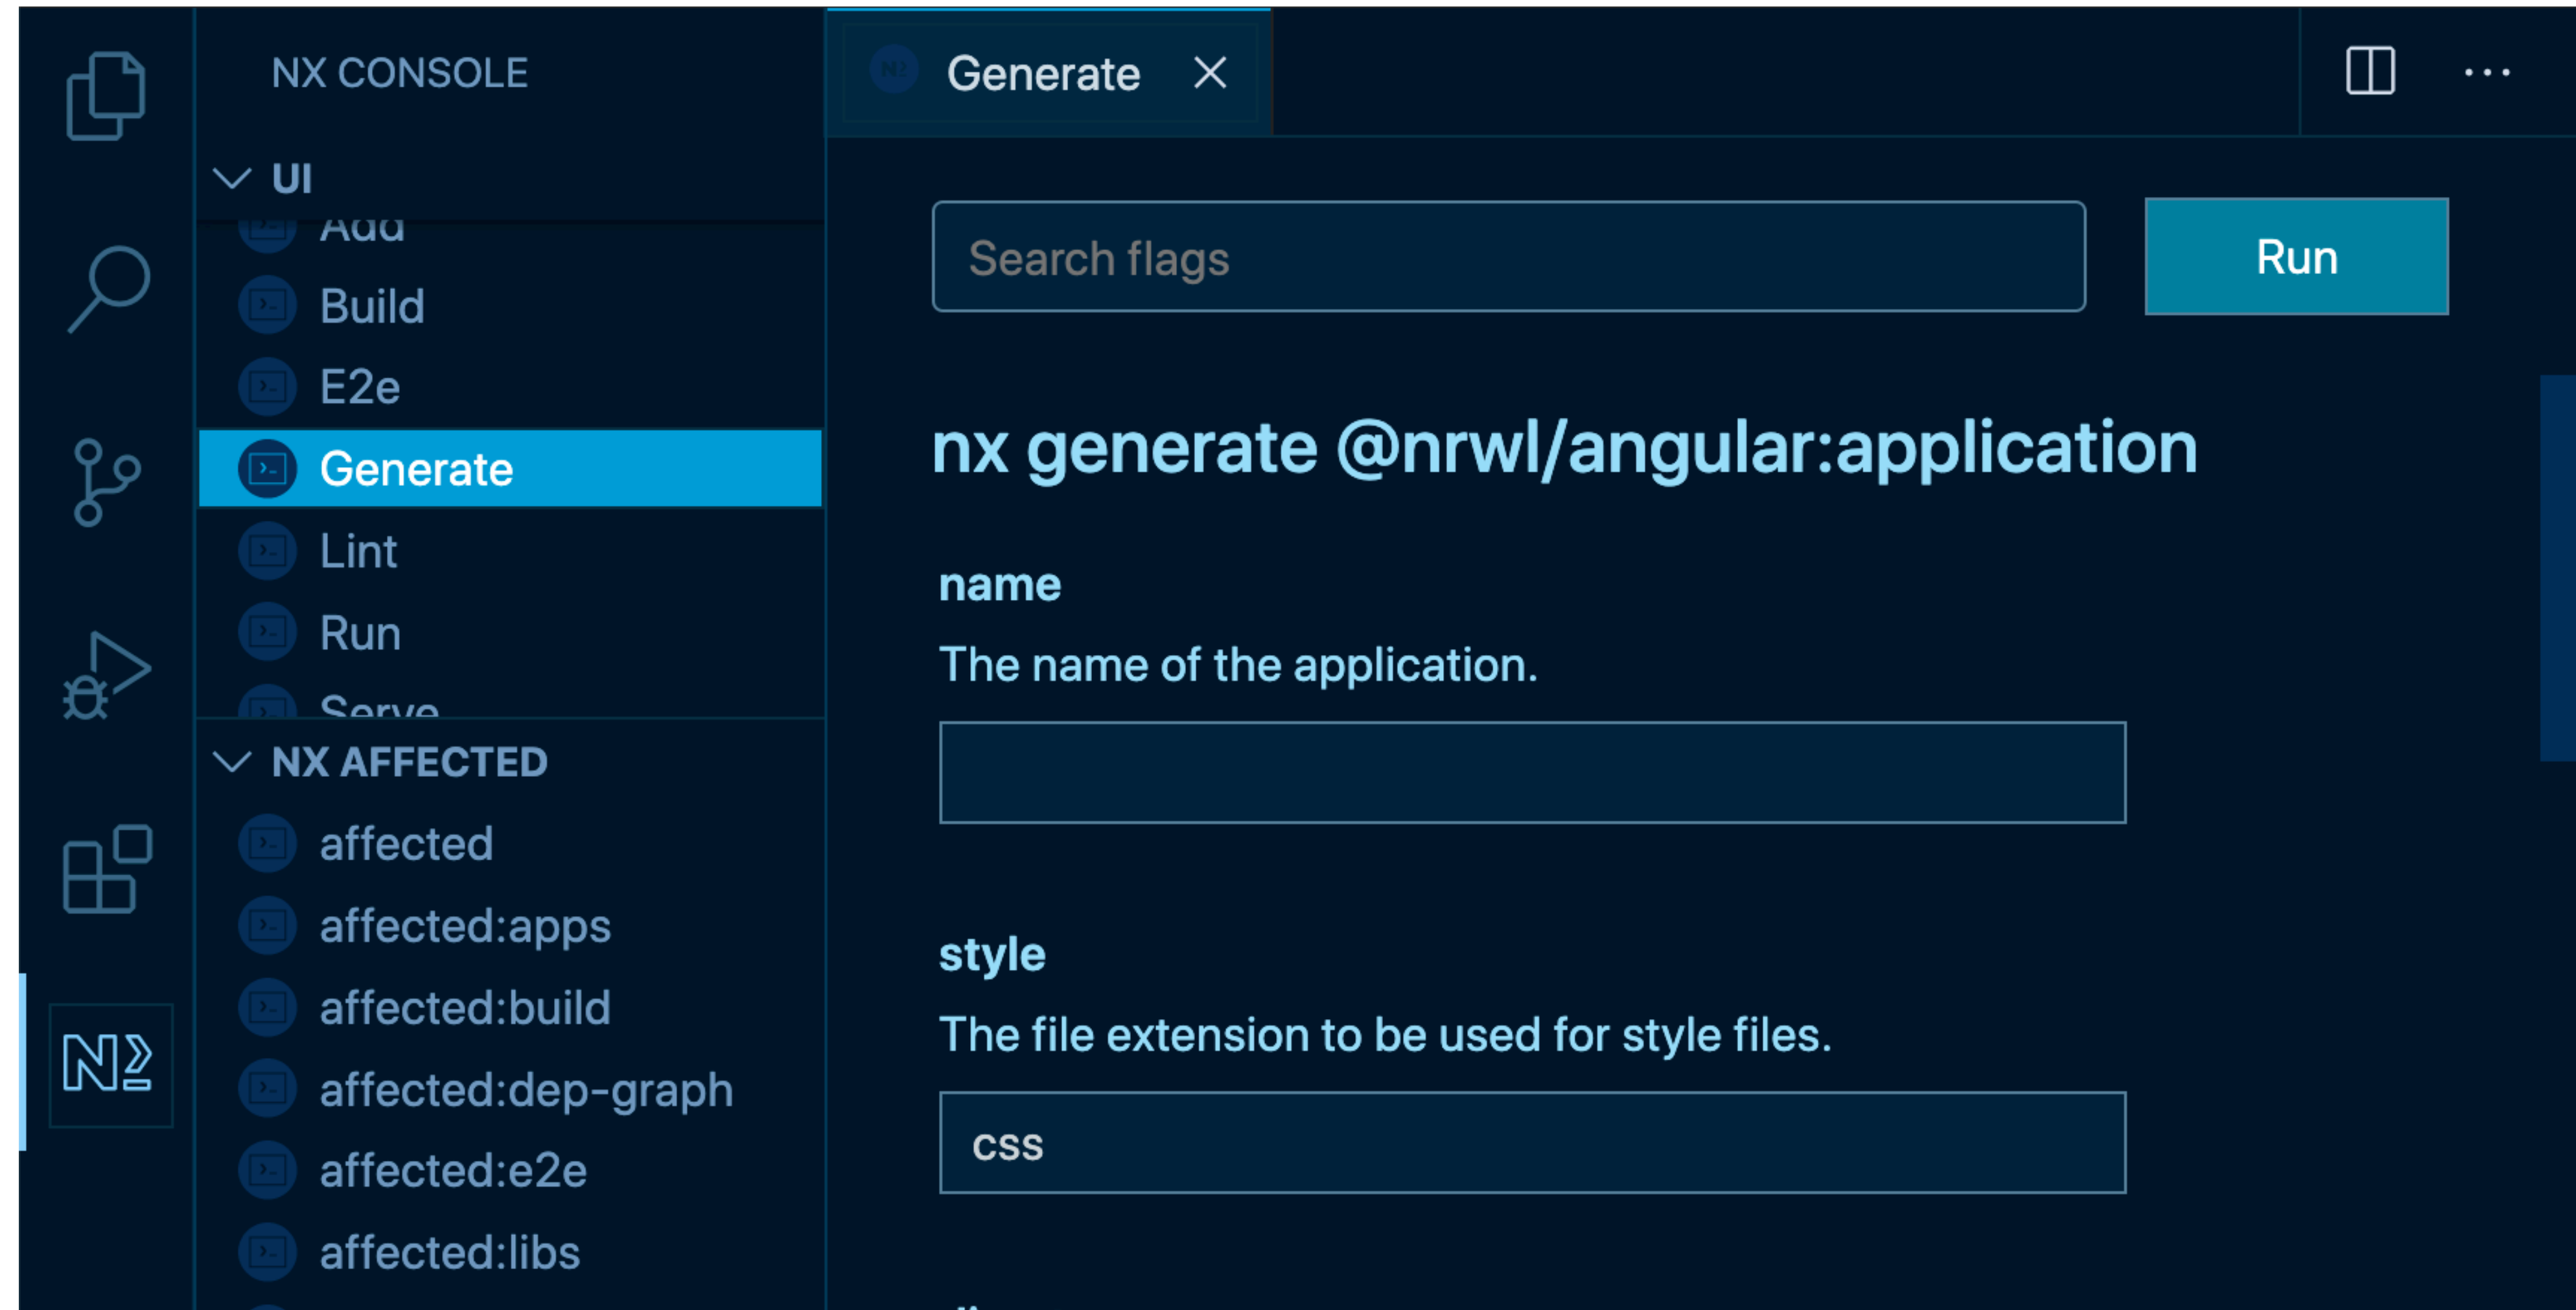 NX CONSOLE
UI
Add
Build
E2e
Generate
Lint
Run
Serve
NX AFFECTED
affected
affected:apps
affected:build
affected:dep-graph
affected:e2e
affected:libs
Generate
Search flags
Run
nx generate @nrwl/angular:application
name
The name of the application.
style
The file extension to be used for style files.
css